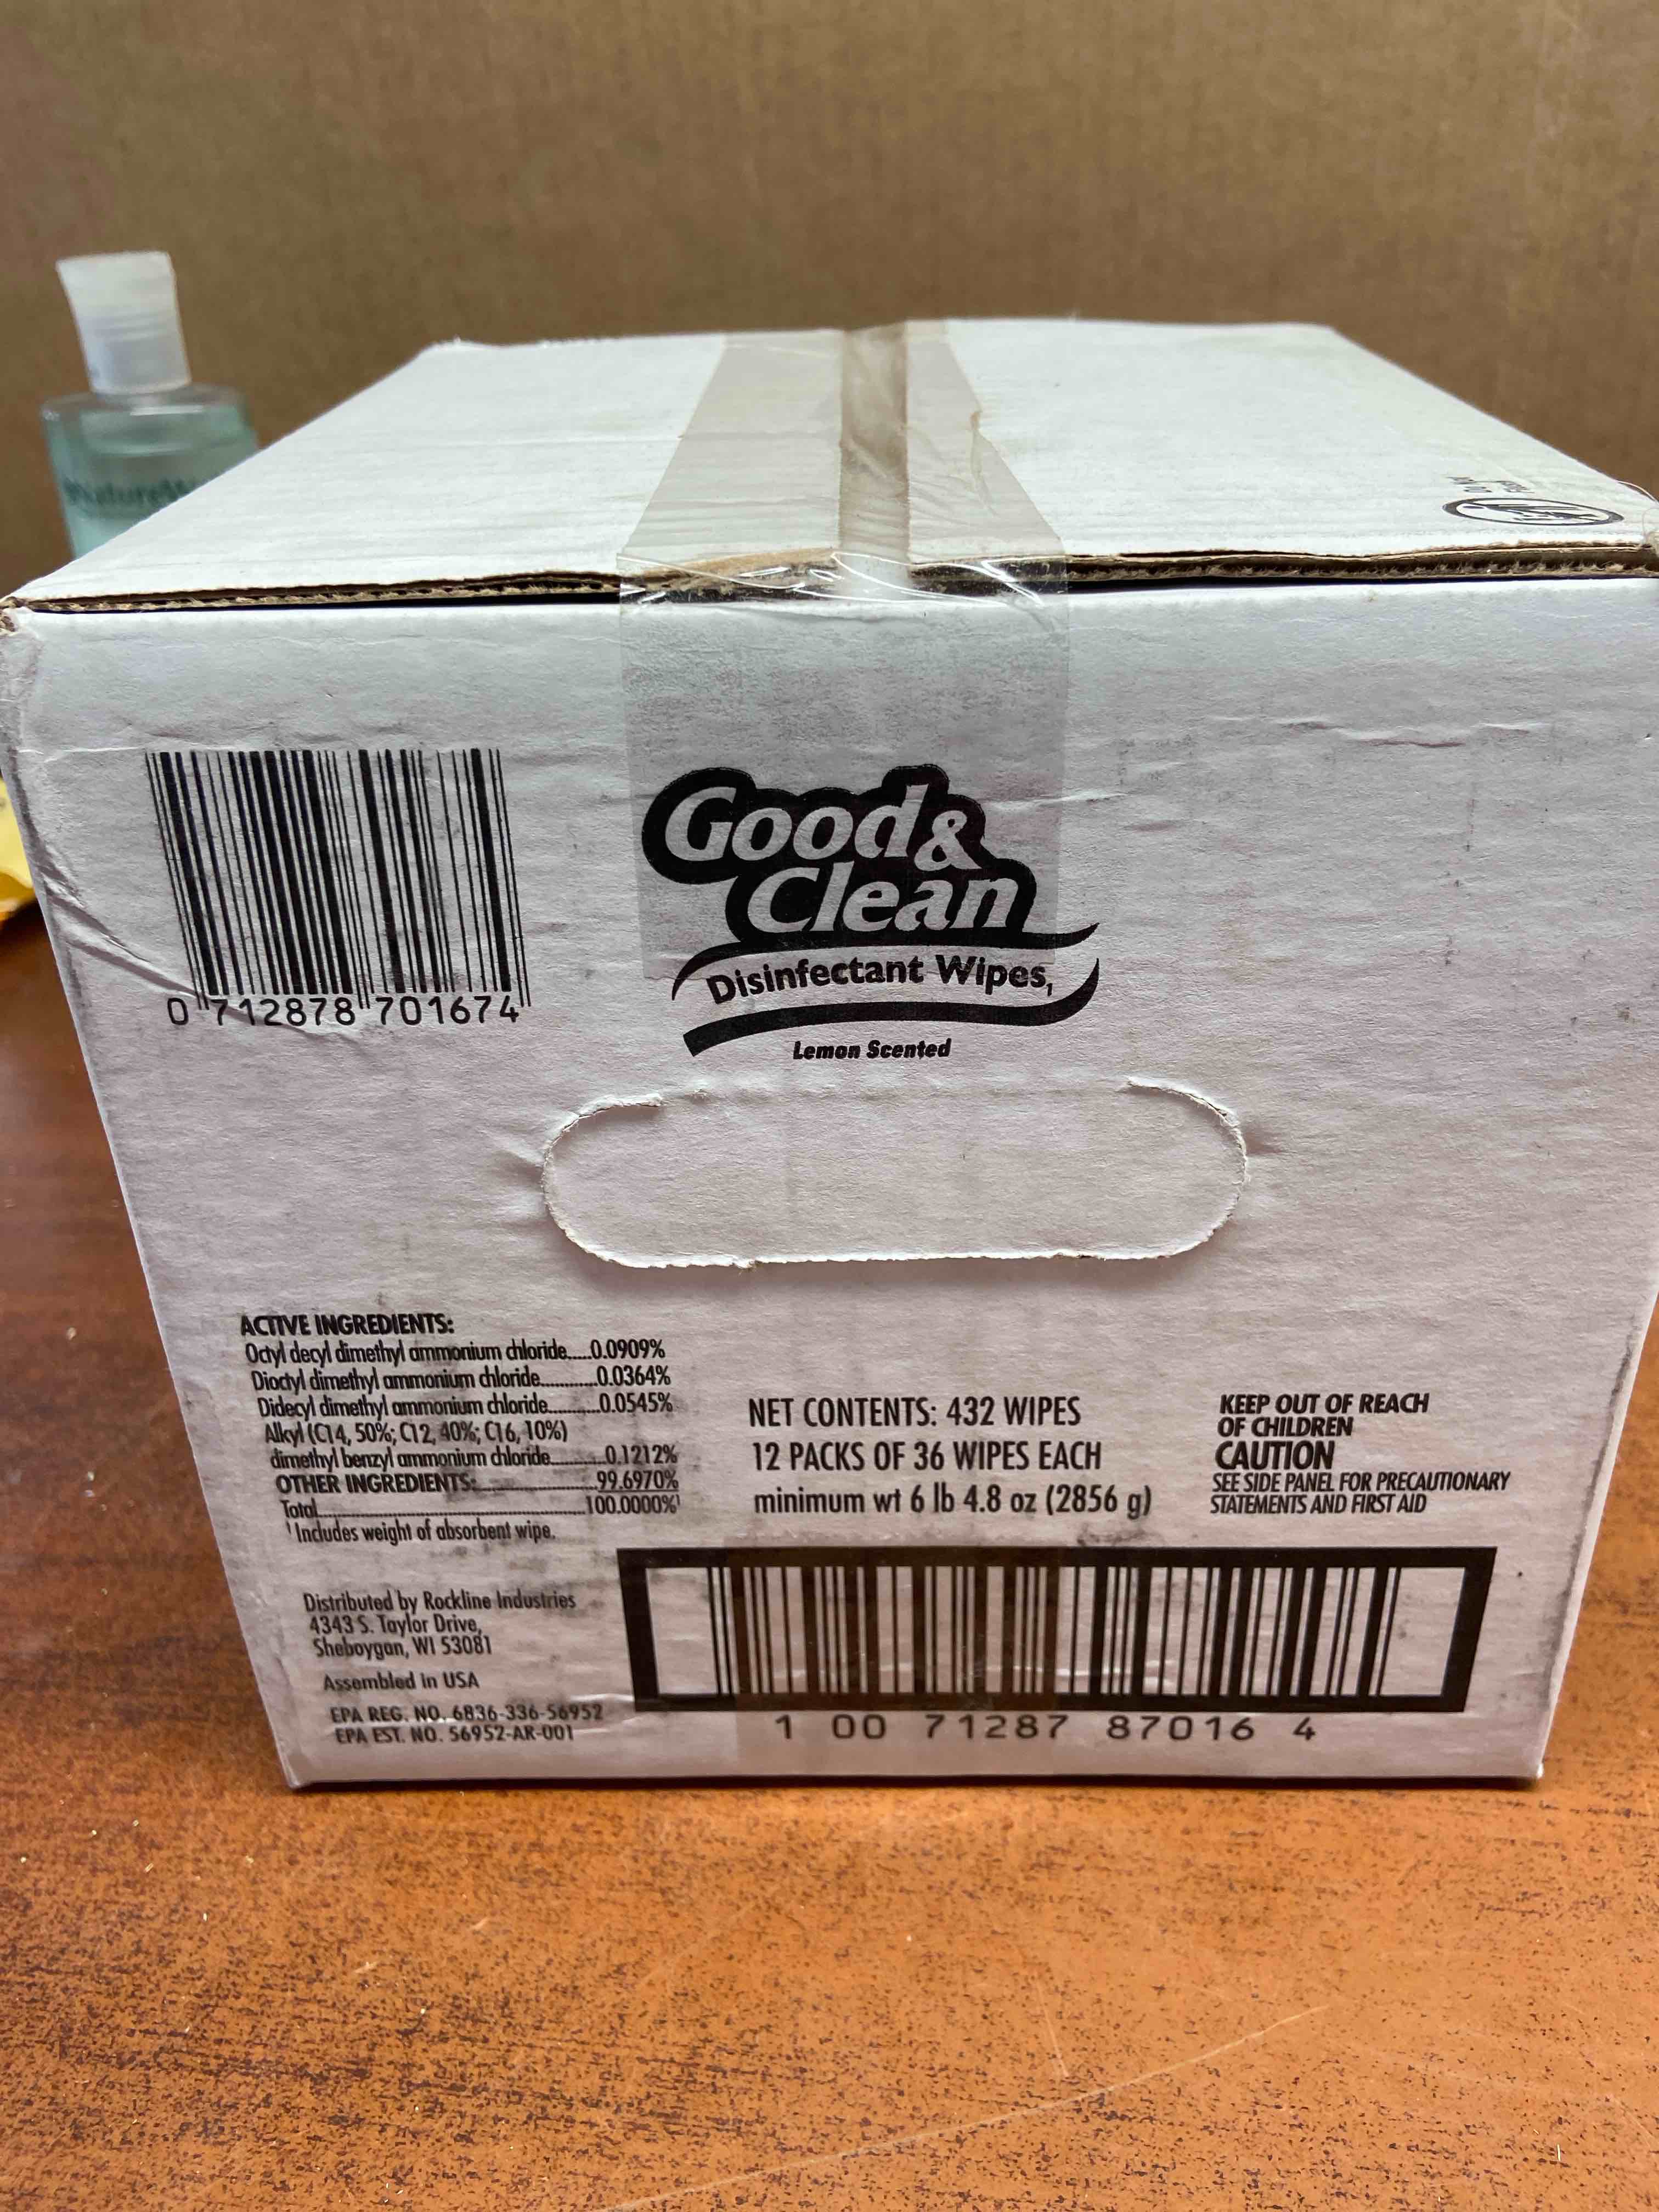 Good&
Clean
Disinfectant Wipes,
Lemon Scented
0 712878 701674
ACTIVE INGREDIENTS:
Octyl decyl dimethyl ammonium chloride.....0.0909%
Dioctyl dimethyl ammonium chloride............0.0364%
Didecyl dimethyl ammonium chloride..........0.0545%
Alkyl (C14, 50%; C12, 40%; C16, 10%)
dimethyl benzyl ammonium chloride..........0.1212%
OTHER INGREDIENTS:......................99.6970%
Total.................................................100.0000%¹
¹ Includes weight of absorbent wipe.
Distributed by Rockline Industries
4343 S. Taylor Drive,
Sheboygan, WI 53081
Assembled in USA
EPA REG. NO. 6836-336-56952
EPA EST. NO. 56952-AR-001
NET CONTENTS: 432 WIPES
12 PACKS OF 36 WIPES EACH
minimum wt 6 lb 4.8 oz (2856 g)
KEEP OUT OF REACH
OF CHILDREN
CAUTION
SEE SIDE PANEL FOR PRECAUTIONARY
STATEMENTS AND FIRST AID
1 00 71287 87016 4